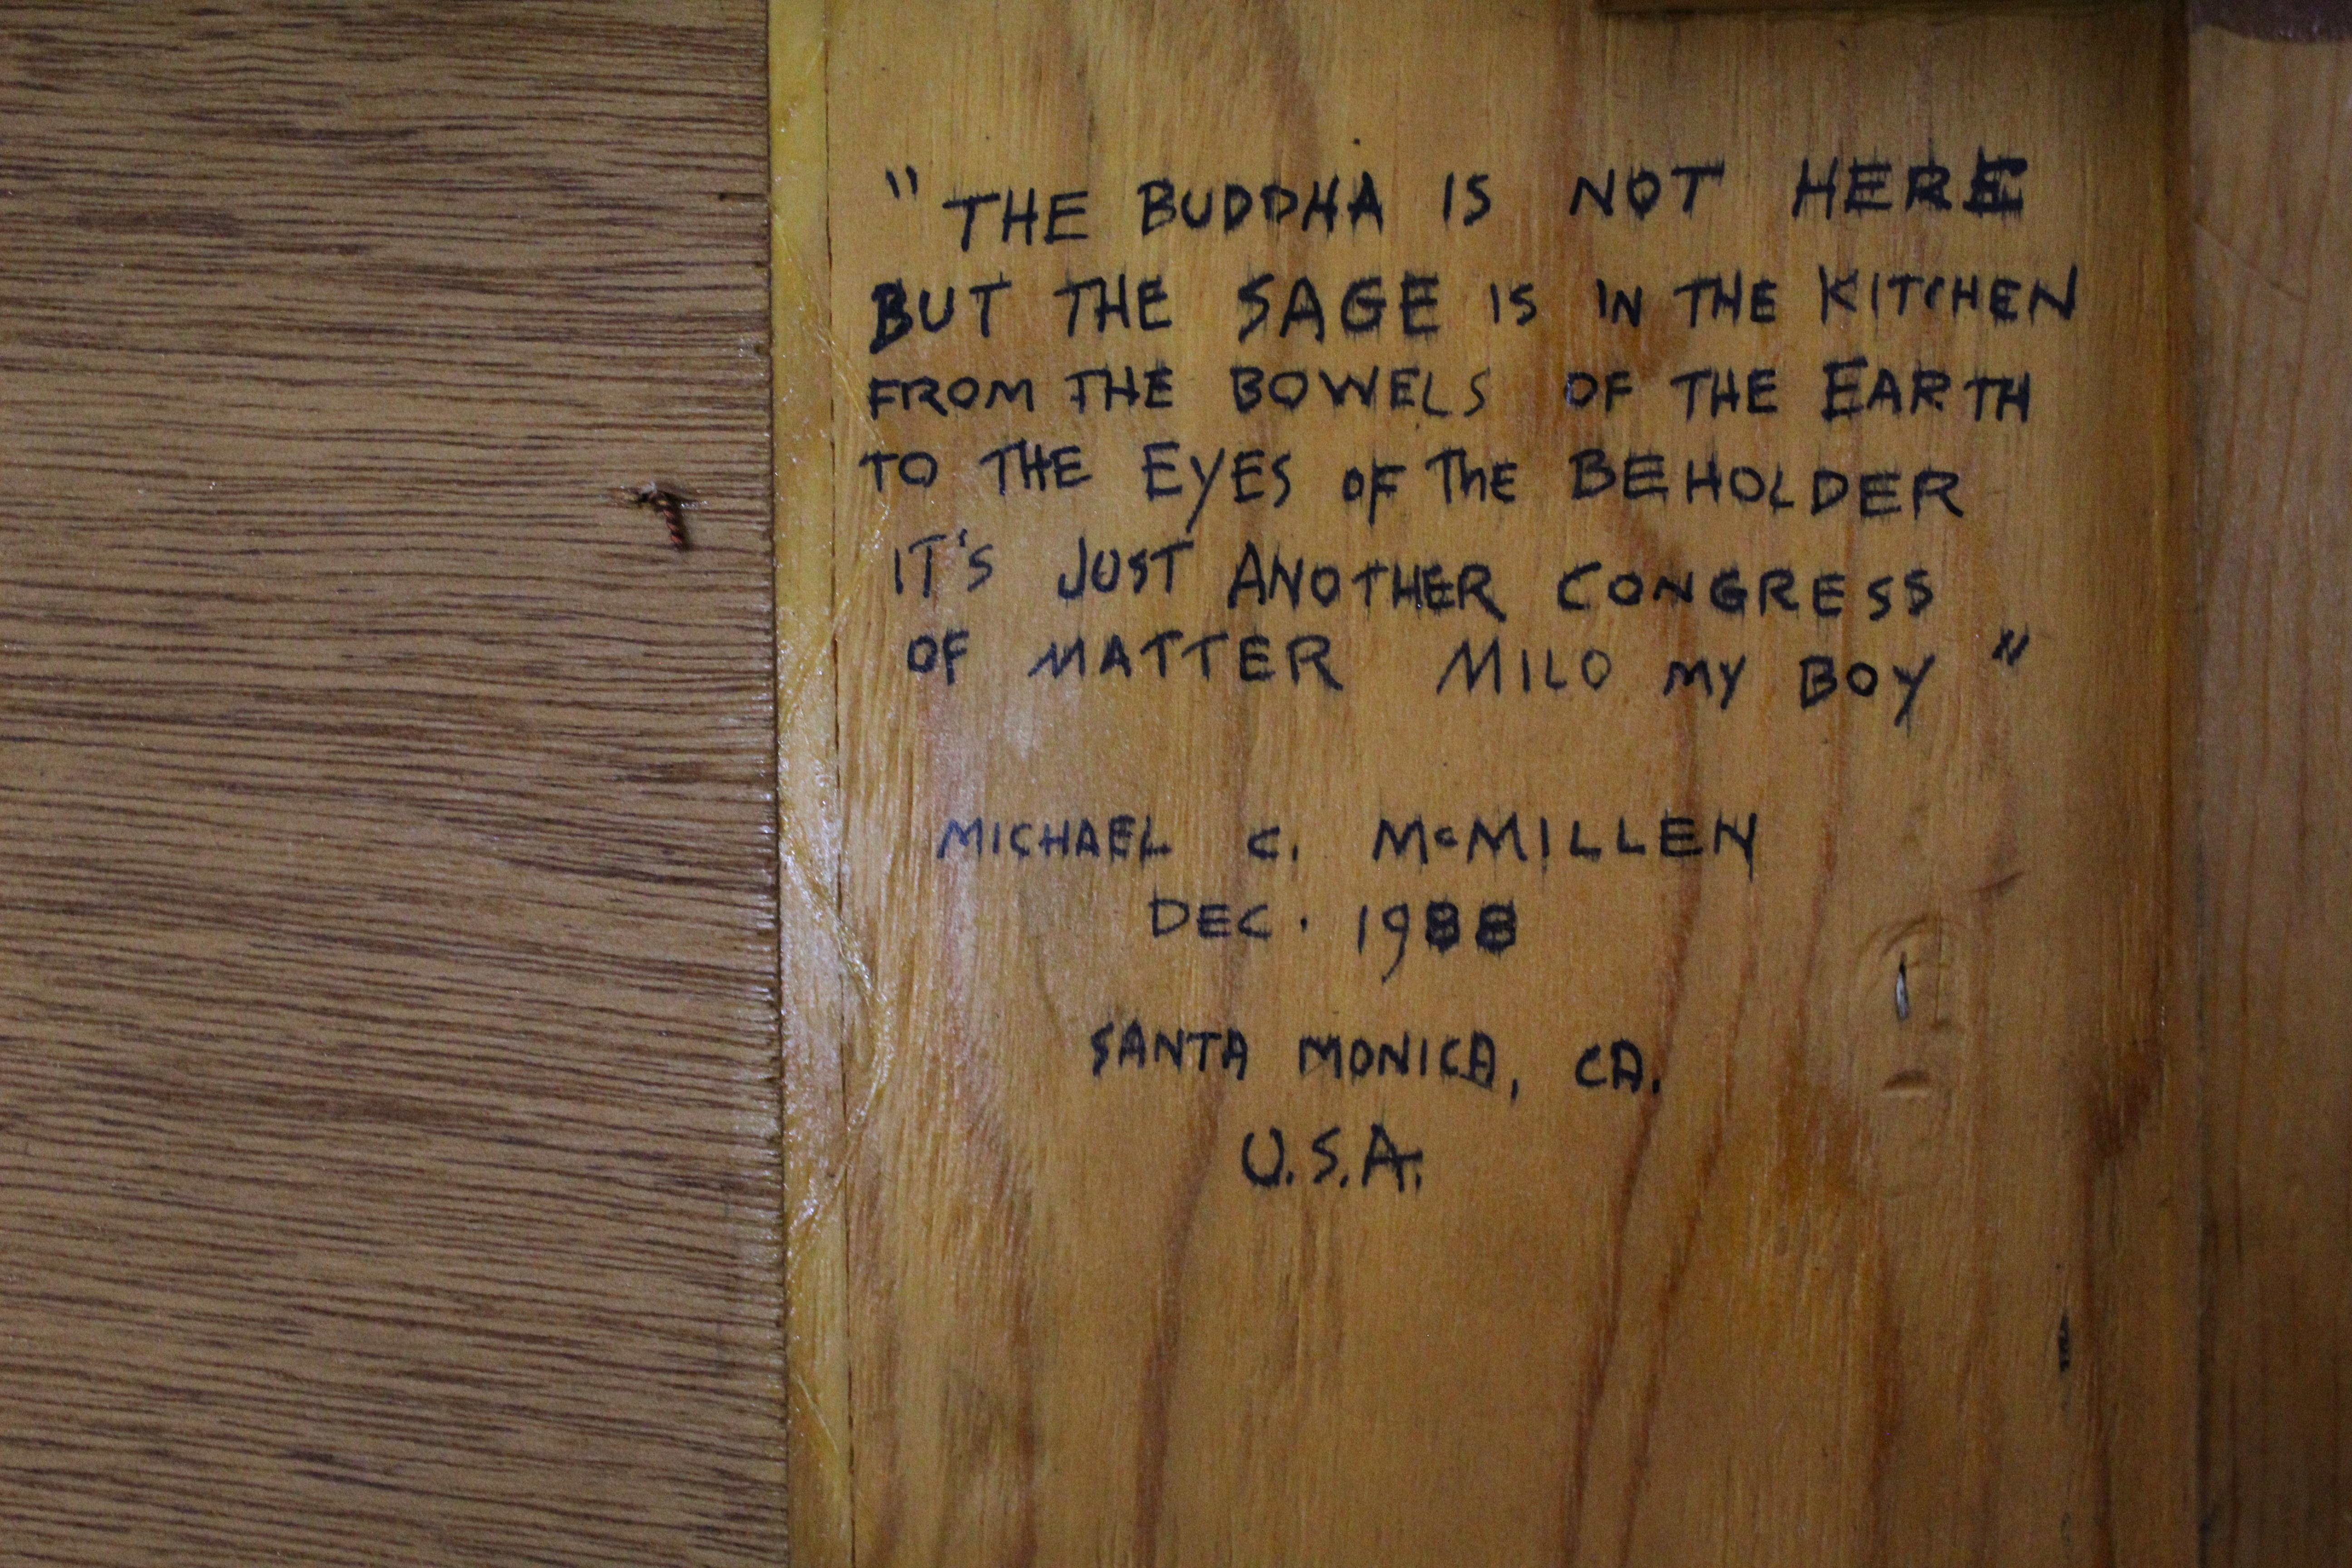 "THE BUDDHA IS NOT HERE
BUT THE SAGE IS IN THE KITCHEN
FROM THE BOWELS OF THE EARTH
TO THE EYES OF The BEHOLDER
IT'S JUST ANOTHER CONGRESS
OF MATTER MILO MY BOY"
MICHAEL C. McMILLEN
DEC. 1988
SANTA MONICA, CA.
U.S.A.